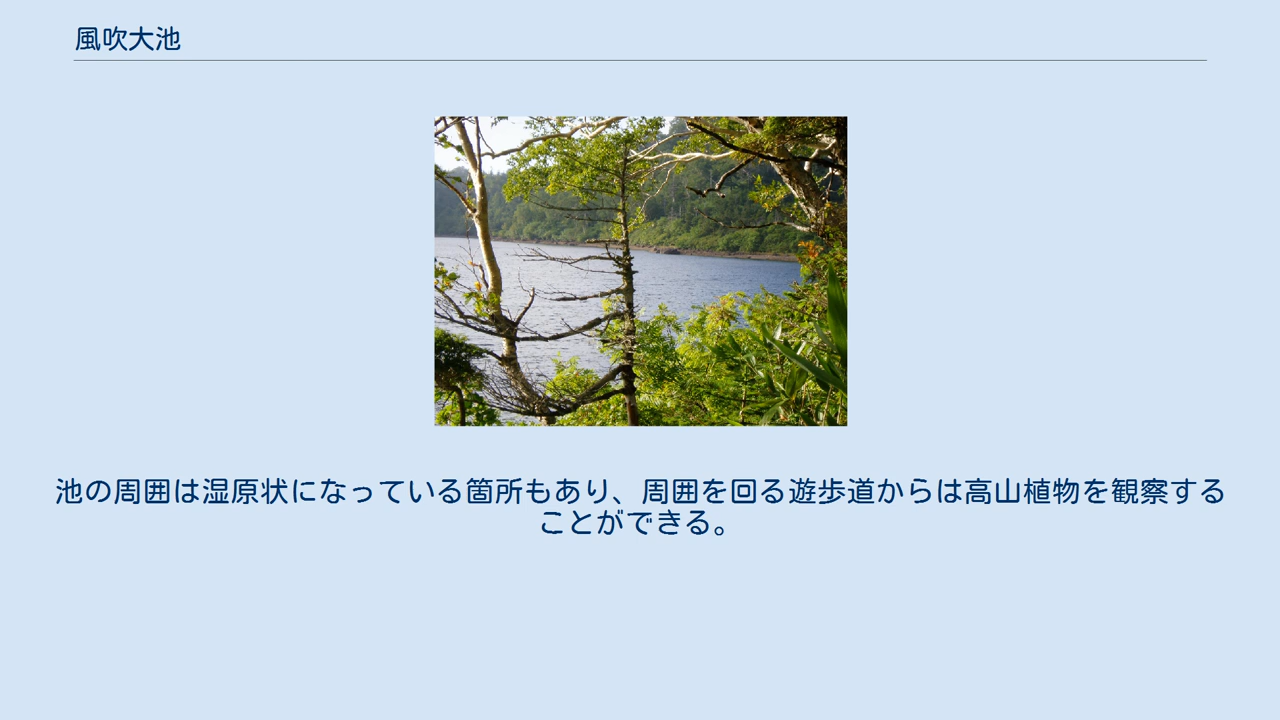 風吹大池
池の周囲は湿原状になっている箇所もあり、周囲を回る遊歩道からは高山植物を観察する
ことができる。